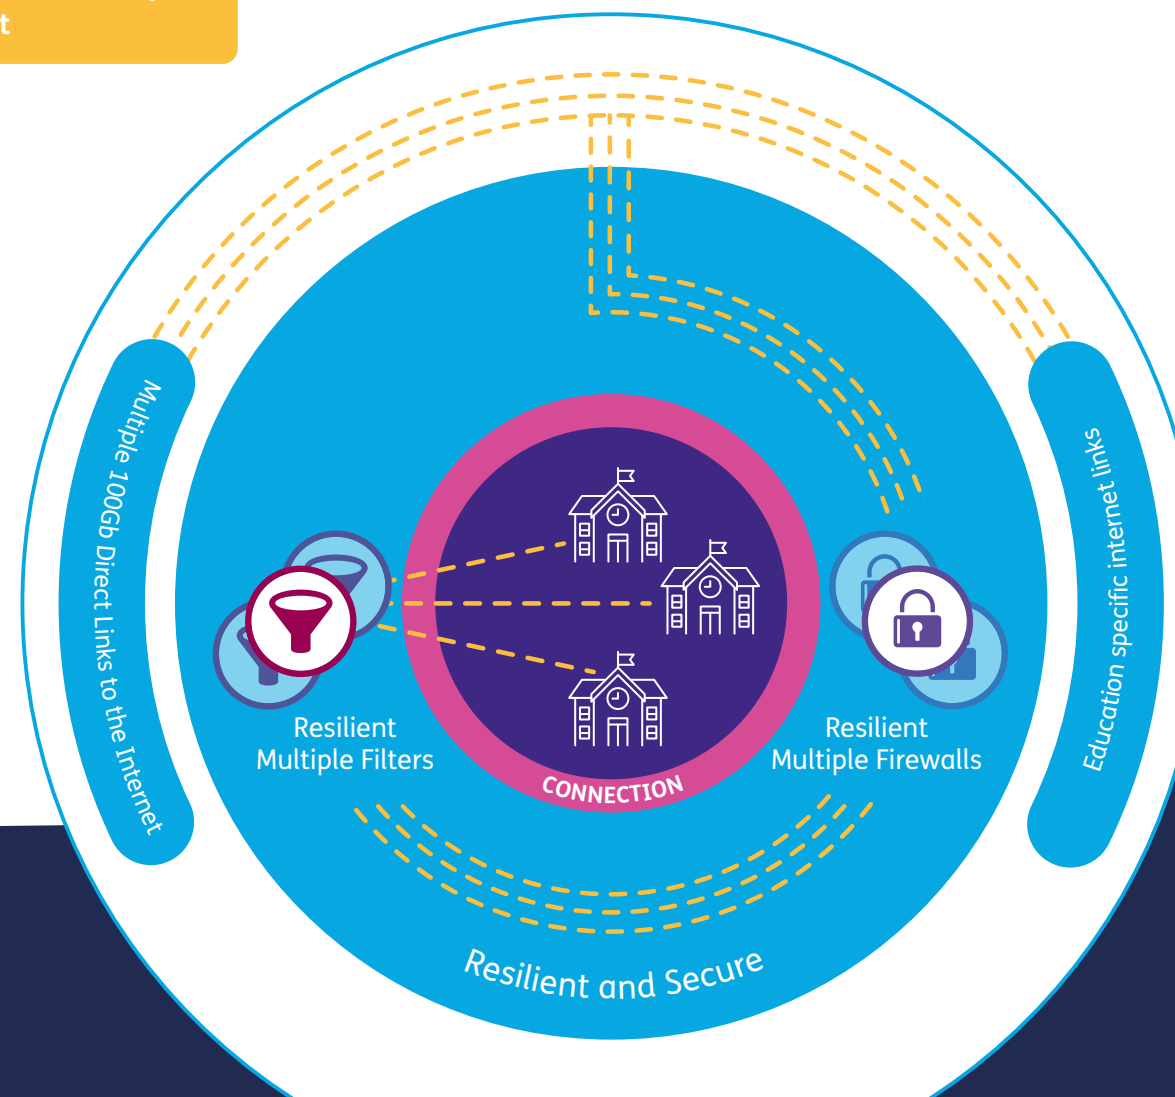 Multiple 100Gb Direct Links to the Internet
Education specific internet links
Resilient
Multiple Filters
Resilient
Multiple Firewalls
CONNECTION
Resilient and Secure